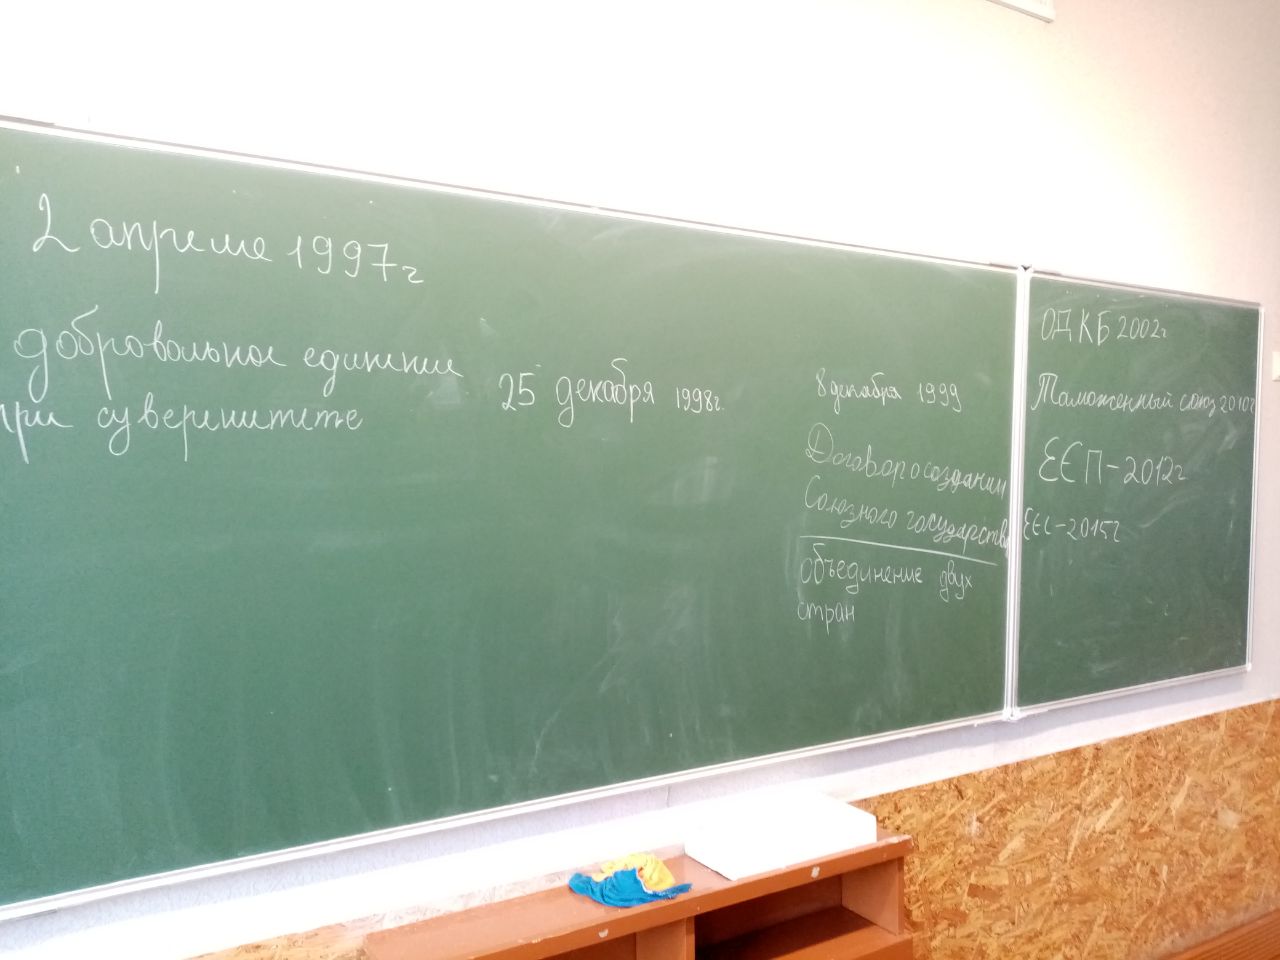 2 апреля 1997г
добровольное единение
при суверенитете
25 декабря 1998г.
8 декабря 1999
Договор о создании
Союзного государства
объединение двух
стран
ОДКБ 2002г
Таможенный союз 2010г
ЕЕП-2012г
ЕЕС-2015г